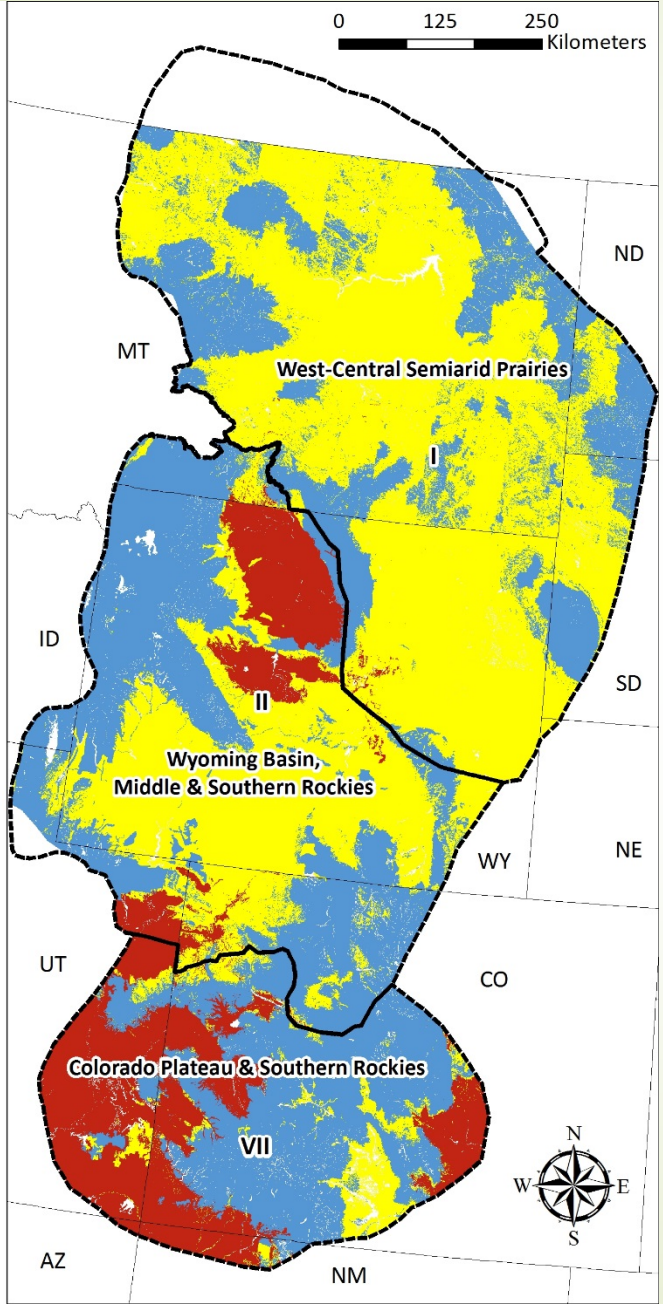 0 125 250
Kilometers
ND
MT
West-Central Semiarid Prairies
I
ID
SD
II
Wyoming Basin,
Middle & Southern Rockies
WY
NE
UT
CO
Colorado Plateau & Southern Rockies
VII
N
W E
S
AZ
NM